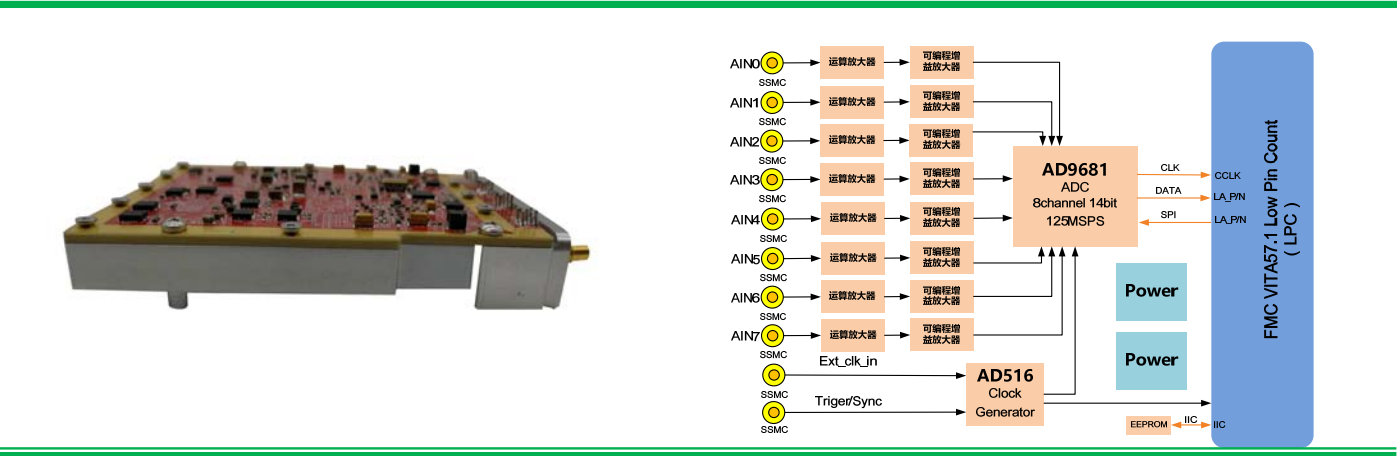 AIN0
SSMC
运算放大器
可编程增
益放大器
AIN1
SSMC
运算放大器
可编程增
益放大器
AIN2
SSMC
运算放大器
可编程增
益放大器
AIN3
SSMC
运算放大器
可编程增
益放大器
AIN4
SSMC
运算放大器
可编程增
益放大器
AIN5
SSMC
运算放大器
可编程增
益放大器
AIN6
SSMC
运算放大器
可编程增
益放大器
AIN7
SSMC
运算放大器
可编程增
益放大器
Ext_clk_in
SSMC
Triger/Sync
SSMC
AD9681
ADC
8channel 14bit
125MSPS
AD516
Clock
Generator
CLK
DATA
SPI
CCLK
LA_P/N
LA_P/N
Power
Power
EEPROM
IIC
IIC
FMC VITA57.1 Low Pin Count
( LPC )